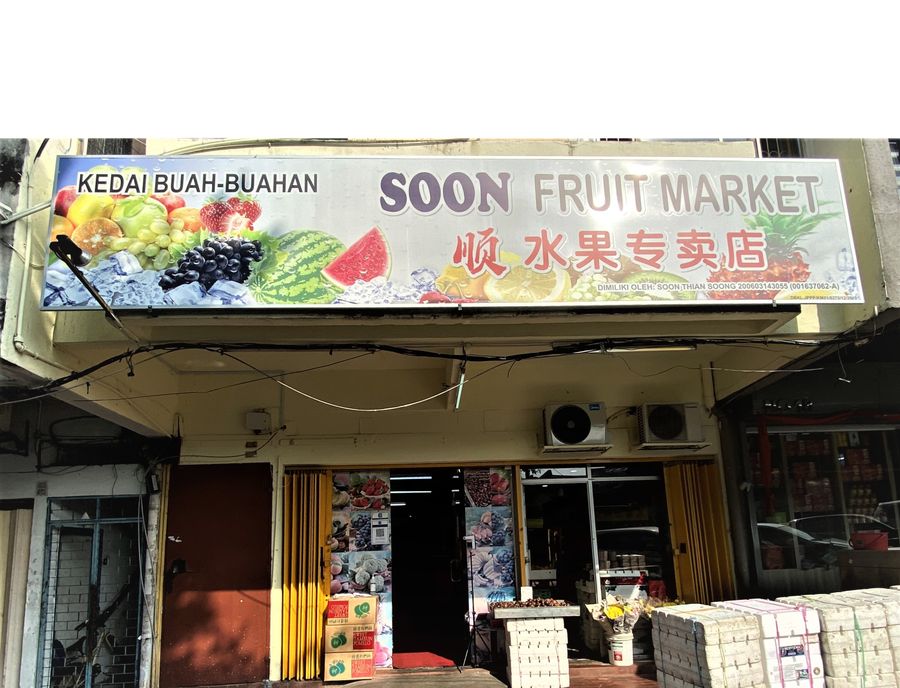 KEDAI BUAH-BUAHAN
SOON FRUIT MARKET
顺 水果专卖店
DIMILIKI OLEH: SOON THIAN SOONG 200603143055 (001637062-A)